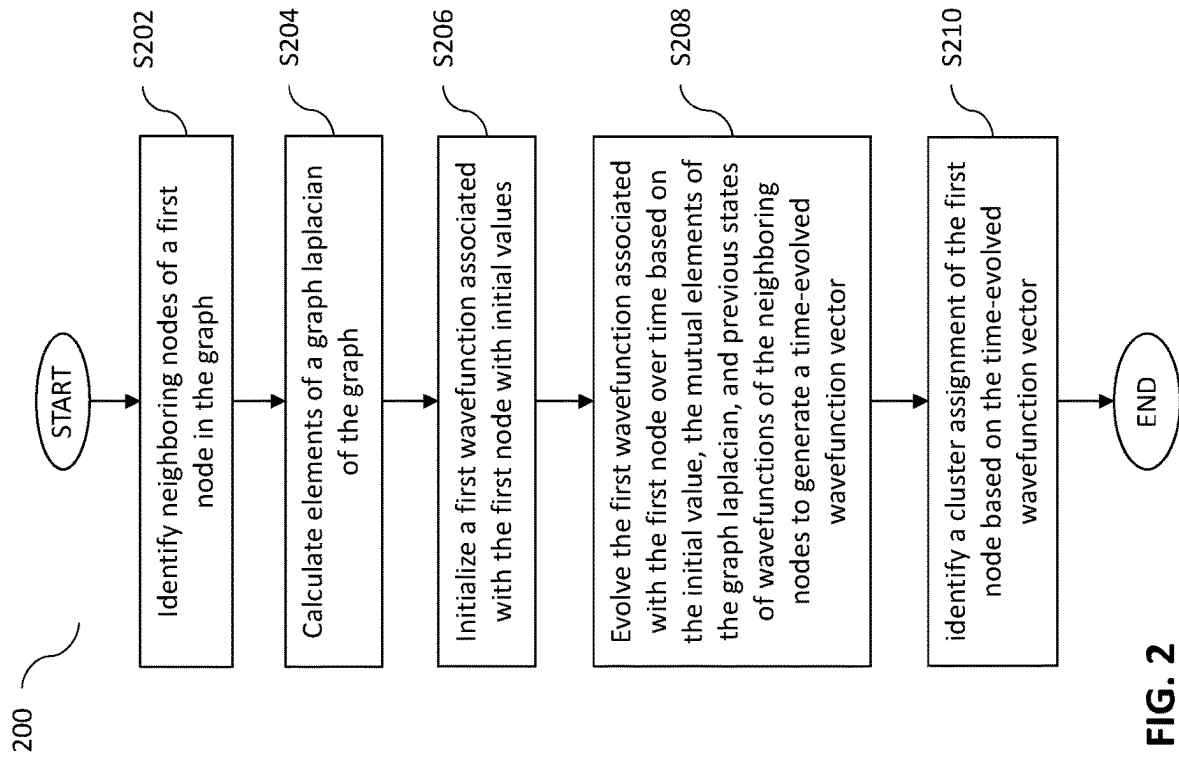 200
START
Identify neighboring nodes of a first
node in the graph
S202
Calculate elements of a graph laplacian
of the graph
S204
Initialize a first wavefunction associated
with the first node with initial values
S206
Evolve the first wavefunction associated
with the first node over time based on
the initial value, the mutual elements of
the graph laplacian, and previous states
of wavefunctions of the neighboring
nodes to generate a time-evolved
wavefunction vector
S208
identify a cluster assignment of the first
node based on the time-evolved
wavefunction vector
S210
END
FIG. 2